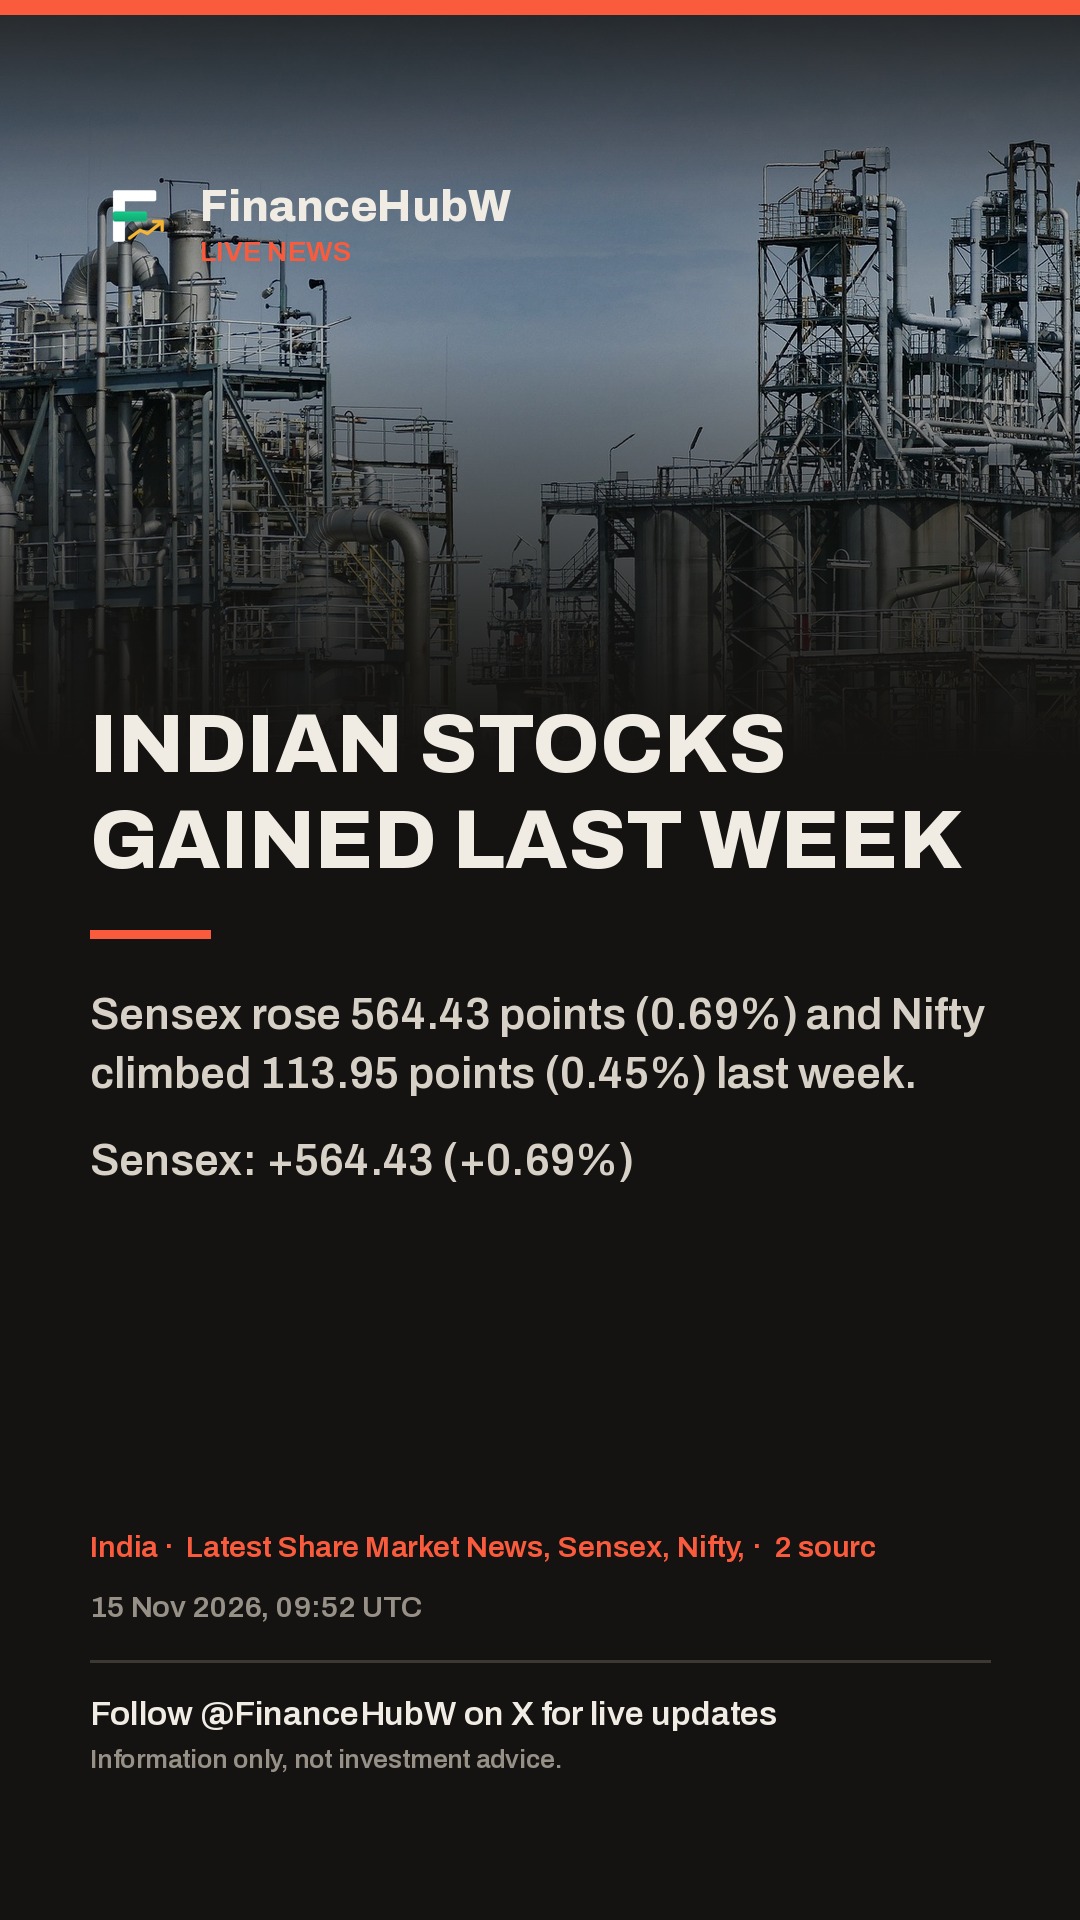 FinanceHubW
LIVE NEWS
INDIAN STOCKS
GAINED LAST WEEK
Sensex rose 564.43 points (0.69%) and Nifty
climbed 113.95 points (0.45%) last week.
Sensex: +564.43 (+0.69%)
India · Latest Share Market News, Sensex, Nifty, · 2 sourc
15 Nov 2026, 09:52 UTC
Follow @FinanceHubW on X for live updates
Information only, not investment advice.